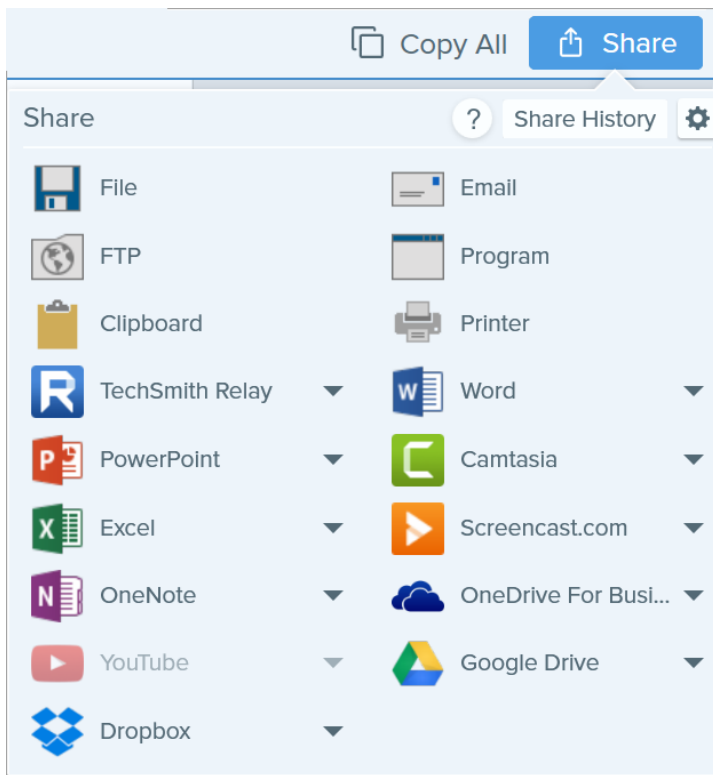 Copy All Share
Share ? Share History
File Email
FTP Program
Clipboard Printer
TechSmith Relay Word
PowerPoint Camtasia
Excel Screencast.com
OneNote OneDrive For Busi...
YouTube Google Drive
Dropbox